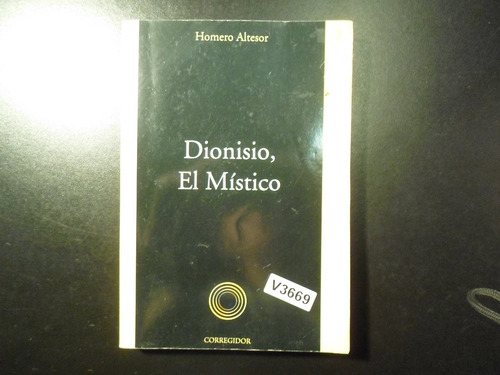 Homero Altesor
Dionisio,
El Místico
V3669
CORREGIDOR